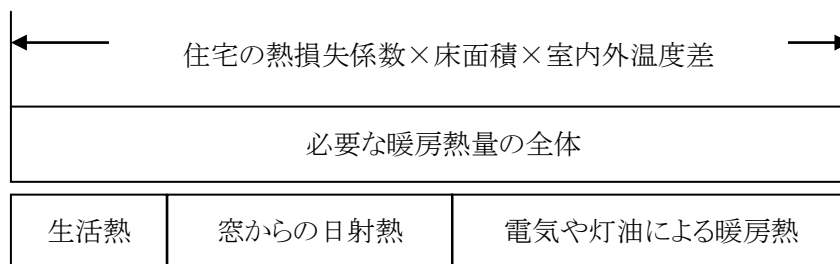 住宅の熱損失係数×床面積×室内外温度差
必要な暖房熱量の全体
生活熱
窓からの日射熱
電気や灯油による暖房熱